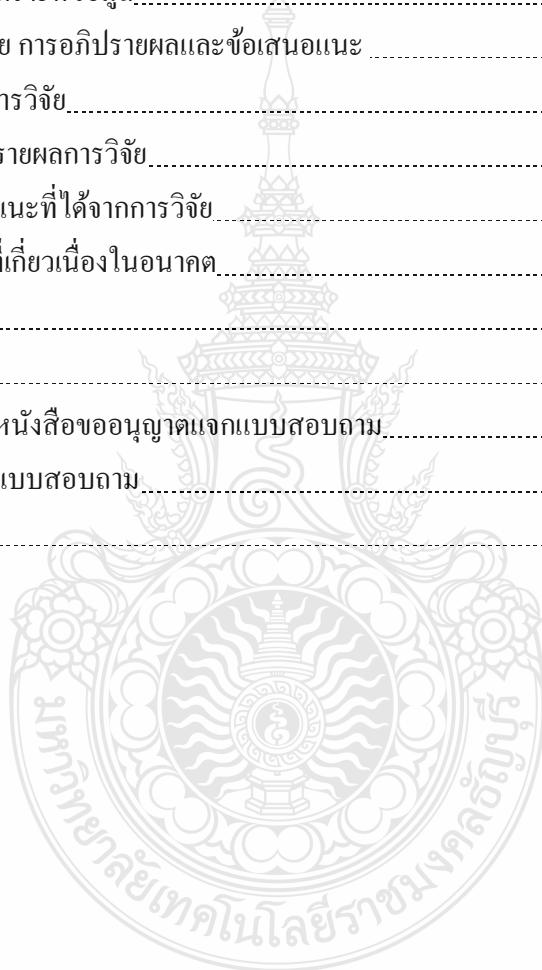 ย การอภิปรายผลและข้อเสนอแนะ
ารวิจัย
รายผลการวิจัย
แนะที่ได้จากการวิจัย
ที่เกี่ยวเนื่องในอนาคต
หนังสือขออนุญาตแจกแบบสอบถาม
แบบสอบถาม
มหาวิทยาลัยเทคโนโลยีราชมงคลธัญบุรี